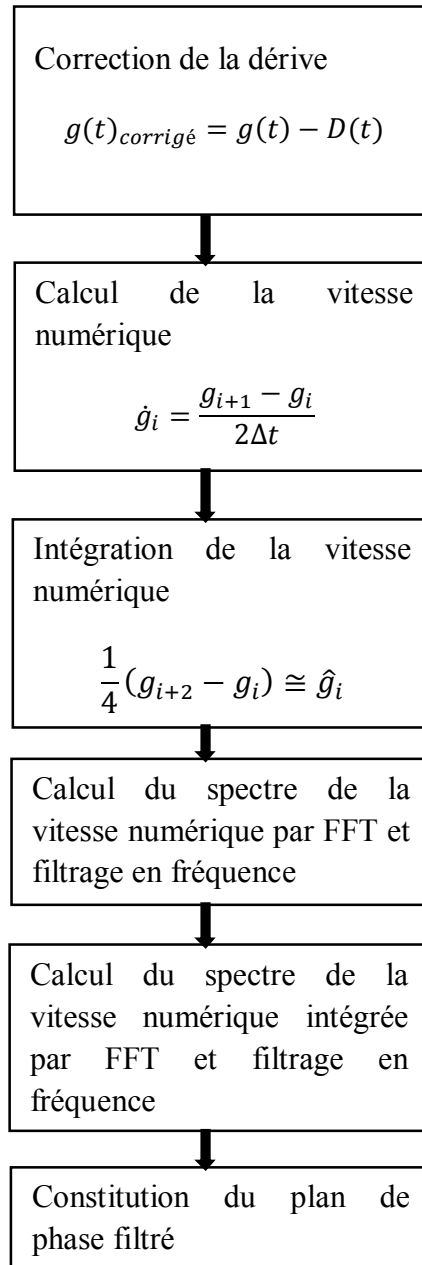 Correction de la dérive
g(t)_{corrigé} = g(t) − D(t)
Calcul de la vitesse
numérique
ġ_i = \frac{g_{i+1} − g_i}{2Δt}
Intégration de la vitesse
numérique
\frac{1}{4}(g_{i+2} − g_i) ≅ ĝ_i
Calcul du spectre de la
vitesse numérique par FFT et
filtrage en fréquence
Calcul du spectre de la
vitesse numérique intégrée
par FFT et filtrage en
fréquence
Constitution du plan de
phase filtré